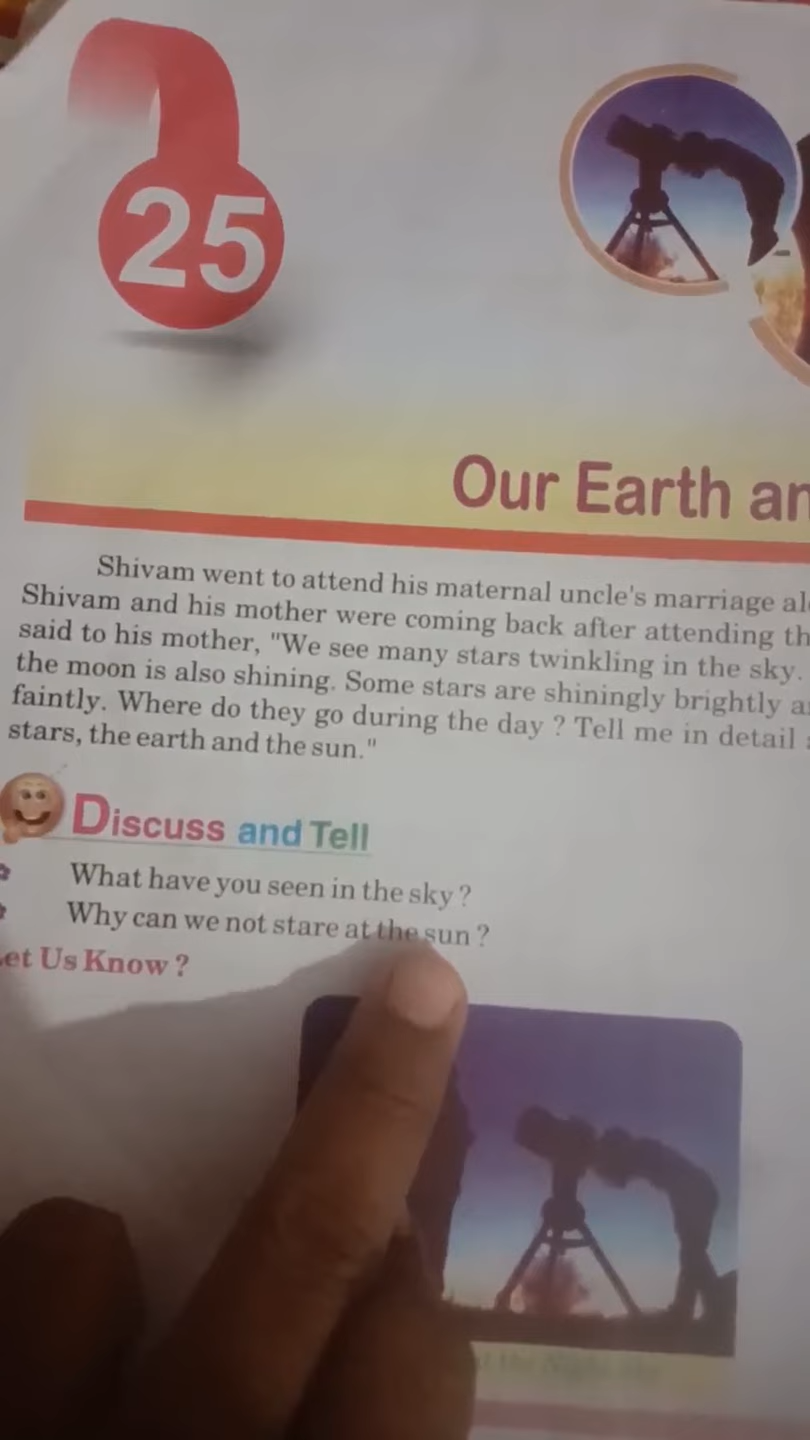 25
Our Earth an
Shivam went to attend his maternal uncle's marriage al
Shivam and his mother were coming back after attending th
said to his mother, "We see many stars twinkling in the sky.
the moon is also shining. Some stars are shiningly brightly a
faintly. Where do they go during the day ? Tell me in detail
stars, the earth and the sun."
Discuss and Tell
What have you seen in the sky ?
Why can we not stare at the sun ?
et Us Know ?